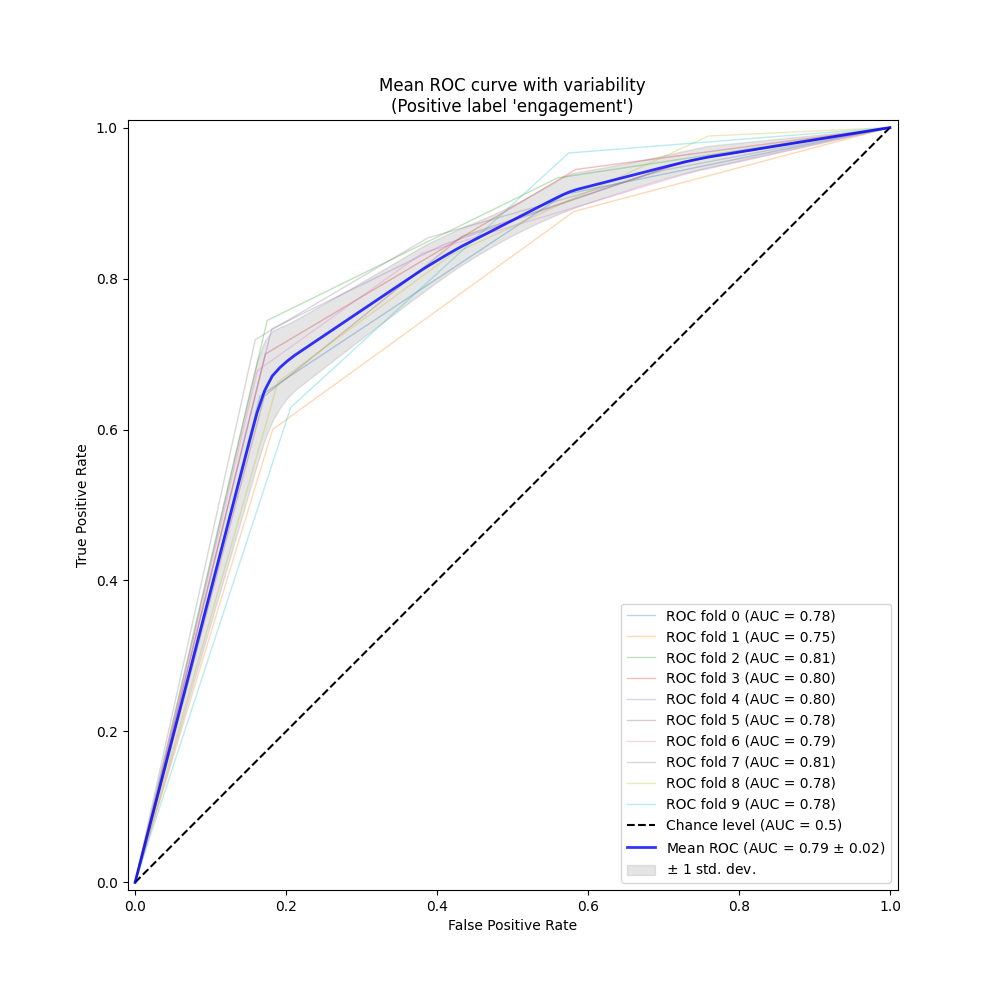 Mean ROC curve with variability
(Positive label 'engagement')
True Positive Rate
1.0
0.8
0.6
0.4
0.2
0.0
0.0 0.2 0.4 0.6 0.8 1.0
False Positive Rate
ROC fold 0 (AUC = 0.78)
ROC fold 1 (AUC = 0.75)
ROC fold 2 (AUC = 0.81)
ROC fold 3 (AUC = 0.80)
ROC fold 4 (AUC = 0.80)
ROC fold 5 (AUC = 0.78)
ROC fold 6 (AUC = 0.79)
ROC fold 7 (AUC = 0.81)
ROC fold 8 (AUC = 0.78)
ROC fold 9 (AUC = 0.78)
Chance level (AUC = 0.5)
Mean ROC (AUC = 0.79 ± 0.02)
± 1 std. dev.